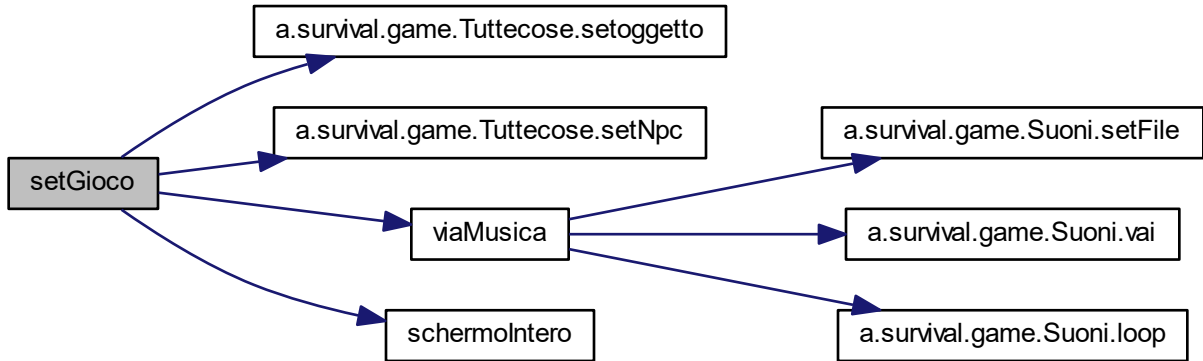 setGioco
a.survival.game.Tuttecose.setoggetto
a.survival.game.Tuttecose.setNpc
viaMusica
schermoIntero
a.survival.game.Suoni.setFile
a.survival.game.Suoni.vai
a.survival.game.Suoni.loop